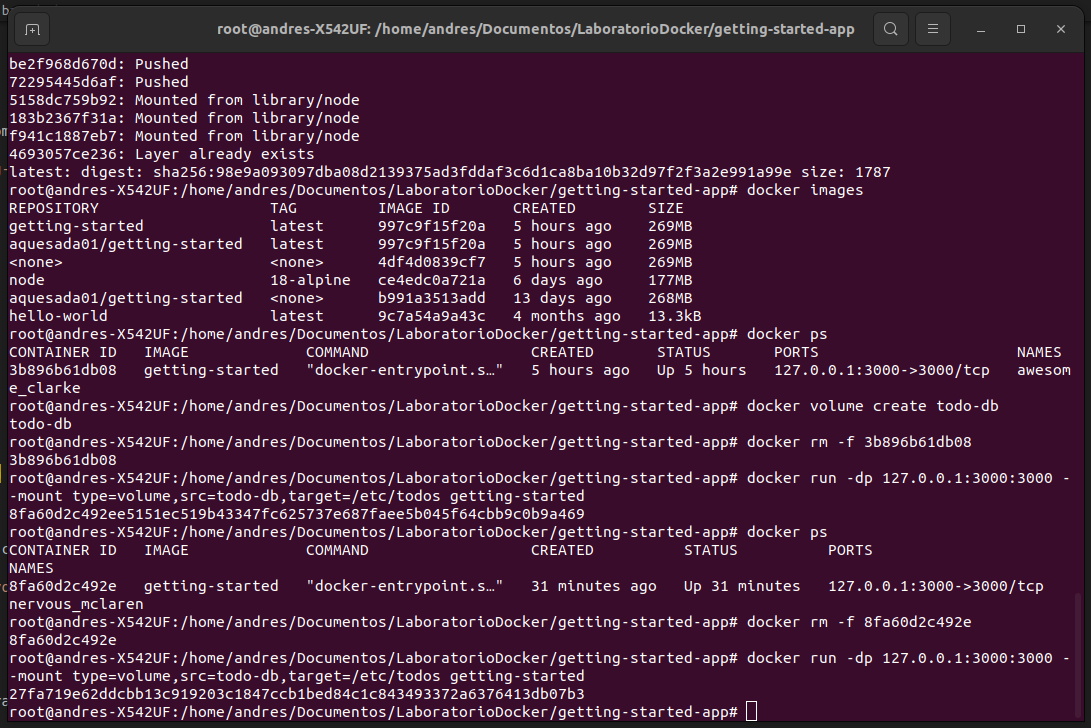 root@andres-X542UF: /home/andres/Documentos/LaboratorioDocker/getting-started-app
be2f968d670d: Pushed
72295445d6af: Pushed
5158dc759b92: Mounted from library/node
183b2367f31a: Mounted from library/node
f941c1887eb7: Mounted from library/node
4693057ce236: Layer already exists
latest: digest: sha256:98e9a093097dba08d2139375ad3fddaf3c6d1ca8ba10b32d97f2f3a2e991a99e size: 1787
root@andres-X542UF:/home/andres/Documentos/LaboratorioDocker/getting-started-app# docker images
REPOSITORY                   TAG         IMAGE ID       CREATED        SIZE
getting-started              latest      997c9f15f20a   5 hours ago    269MB
aquesada01/getting-started   latest      997c9f15f20a   5 hours ago    269MB
<none>                       <none>      4df4d0839cf7   5 hours ago    269MB
node                         18-alpine   ce4edc0a721a   6 days ago     177MB
aquesada01/getting-started   <none>      b991a3513add   13 days ago    268MB
hello-world                  latest      9c7a54a9a43c   4 months ago   13.3kB
root@andres-X542UF:/home/andres/Documentos/LaboratorioDocker/getting-started-app# docker ps
CONTAINER ID   IMAGE             COMMAND                  CREATED       STATUS       PORTS                      NAMES
3b896b61db08   getting-started   "docker-entrypoint.s…"   5 hours ago   Up 5 hours   127.0.0.1:3000->3000/tcp   awesom
e_clarke
root@andres-X542UF:/home/andres/Documentos/LaboratorioDocker/getting-started-app# docker volume create todo-db
todo-db
root@andres-X542UF:/home/andres/Documentos/LaboratorioDocker/getting-started-app# docker rm -f 3b896b61db08
3b896b61db08
root@andres-X542UF:/home/andres/Documentos/LaboratorioDocker/getting-started-app# docker run -dp 127.0.0.1:3000:3000 -
-mount type=volume,src=todo-db,target=/etc/todos getting-started
8fa60d2c492ee5151ec519b43347fc625737e687faee5b045f64cbb9c0b9a469
root@andres-X542UF:/home/andres/Documentos/LaboratorioDocker/getting-started-app# docker ps
CONTAINER ID   IMAGE             COMMAND                  CREATED          STATUS          PORTS
NAMES
8fa60d2c492e   getting-started   "docker-entrypoint.s…"   31 minutes ago   Up 31 minutes   127.0.0.1:3000->3000/tcp
nervous_mclaren
root@andres-X542UF:/home/andres/Documentos/LaboratorioDocker/getting-started-app# docker rm -f 8fa60d2c492e
8fa60d2c492e
root@andres-X542UF:/home/andres/Documentos/LaboratorioDocker/getting-started-app# docker run -dp 127.0.0.1:3000:3000 -
-mount type=volume,src=todo-db,target=/etc/todos getting-started
27fa719e62ddcbb13c919203c1847ccb1bed84c1c843493372a6376413db07b3
root@andres-X542UF:/home/andres/Documentos/LaboratorioDocker/getting-started-app#